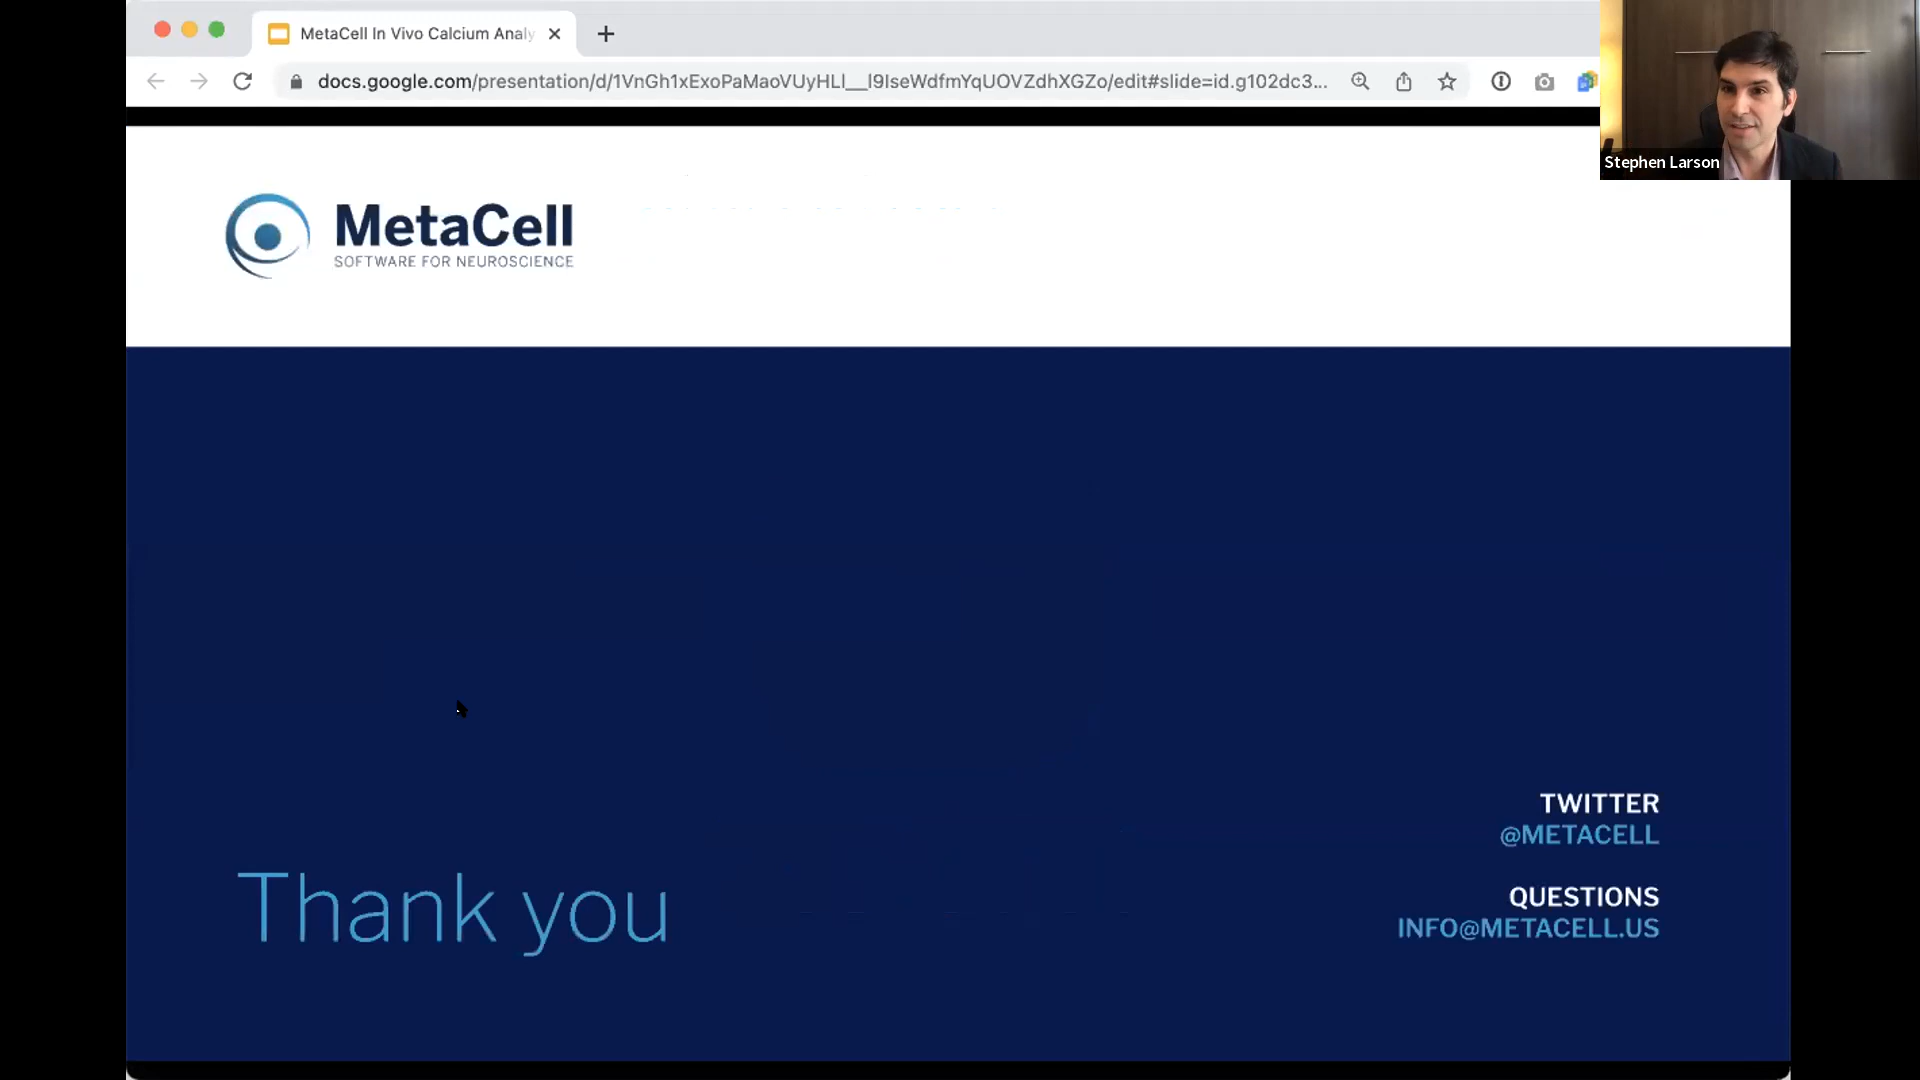 MetaCell In Vivo Calcium Analy
docs.google.com/presentation/d/1VnGh1xExoPaMaoVUyHLI__I9IseWdfmYqUOVZdhXGZo/edit#slide=id.g102dc3...
Stephen Larson
MetaCell
SOFTWARE FOR NEUROSCIENCE
TWITTER
@METACELL
Thank you
QUESTIONS
INFO@METACELL.US